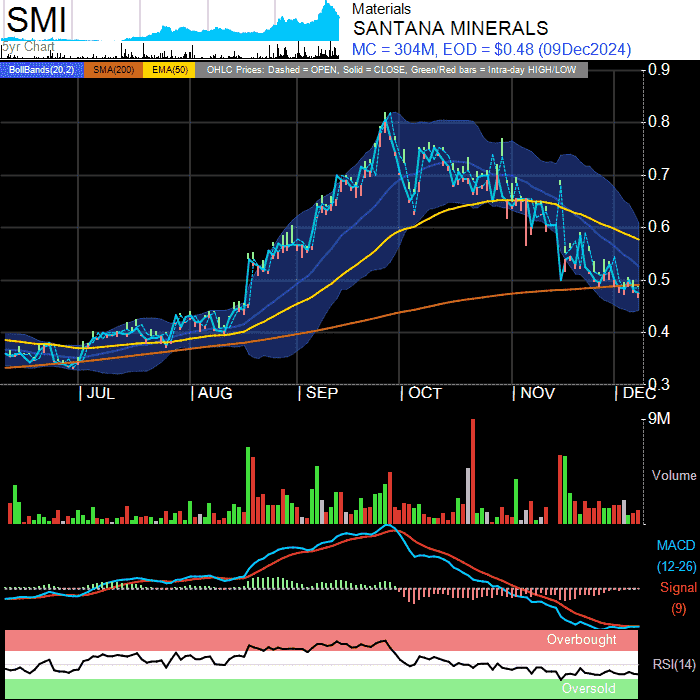 SMI
5yr Chart
Materials
SANTANA MINERALS
MC = 304M, EOD = $0.48 (09Dec2024)
BollBands(20,2) SMA(200) EMA(50) OHLC Prices: Dashed = OPEN, Solid = CLOSE, Green/Red bars = Intra-day HIGH/LOW
0.9
0.8
0.7
0.6
0.5
0.4
0.3
| JUL | AUG | SEP | OCT | NOV | DEC
9M
Volume
MACD
(12-26)
Signal
(9)
Overbought
RSI(14)
Oversold